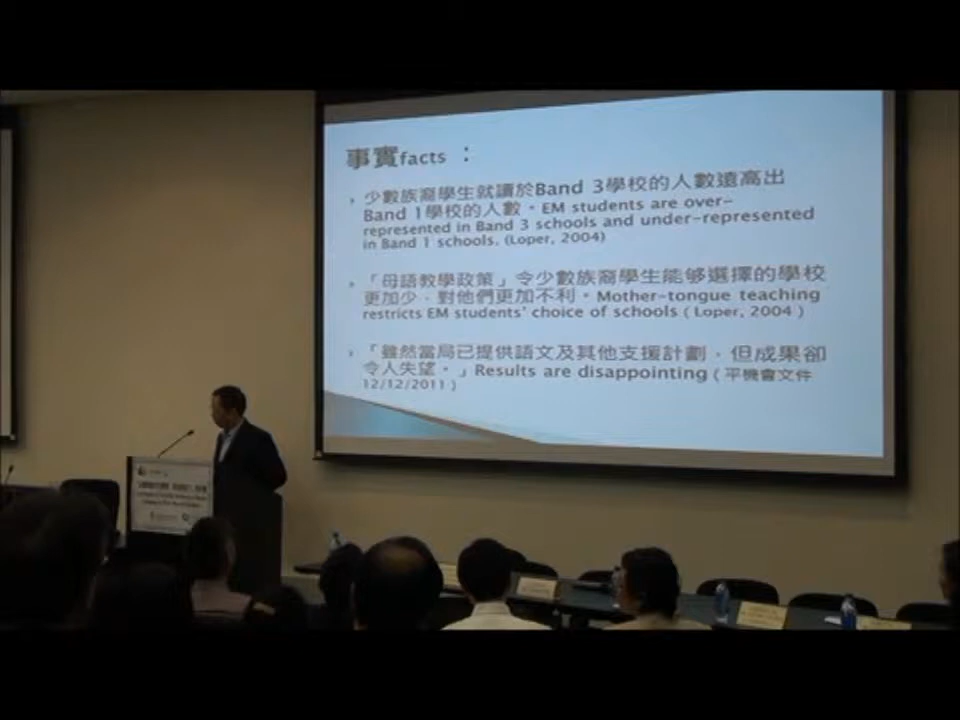 事實facts :
少數族裔學生就讀於Band 3學校的人數遠高出
Band 1學校的人數。EM students are over-
represented in Band 3 schools and under-represented
in Band 1 schools. (Loper, 2004)
「母語教學政策」令少數族裔學生能够選擇的學校
更加少，對他們更加不利。Mother-tongue teaching
restricts EM students' choice of schools ( Loper, 2004 )
「雖然當局已提供語文及其他支援計劃，但成果卻
令人失望。」Results are disappointing ( 平機會文件
12/12/2011 )